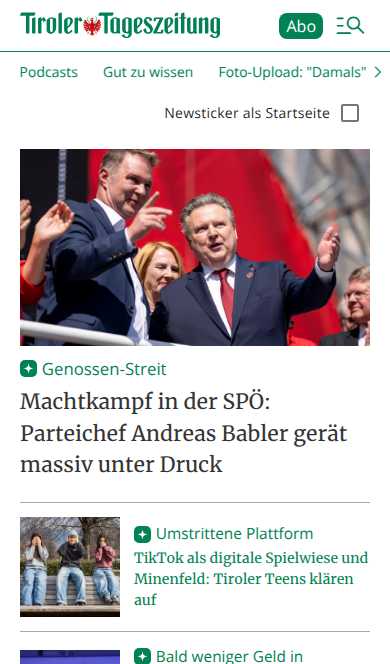 Tiroler Tageszeitung
Abo
Podcasts Gut zu wissen Foto-Upload: "Damals"
Newsticker als Startseite
Genossen-Streit
Machtkampf in der SPÖ:
Parteichef Andreas Babler gerät
massiv unter Druck
Umstrittene Plattform
TikTok als digitale Spielwiese und
Minenfeld: Tiroler Teens klären
auf
Bald weniger Geld in